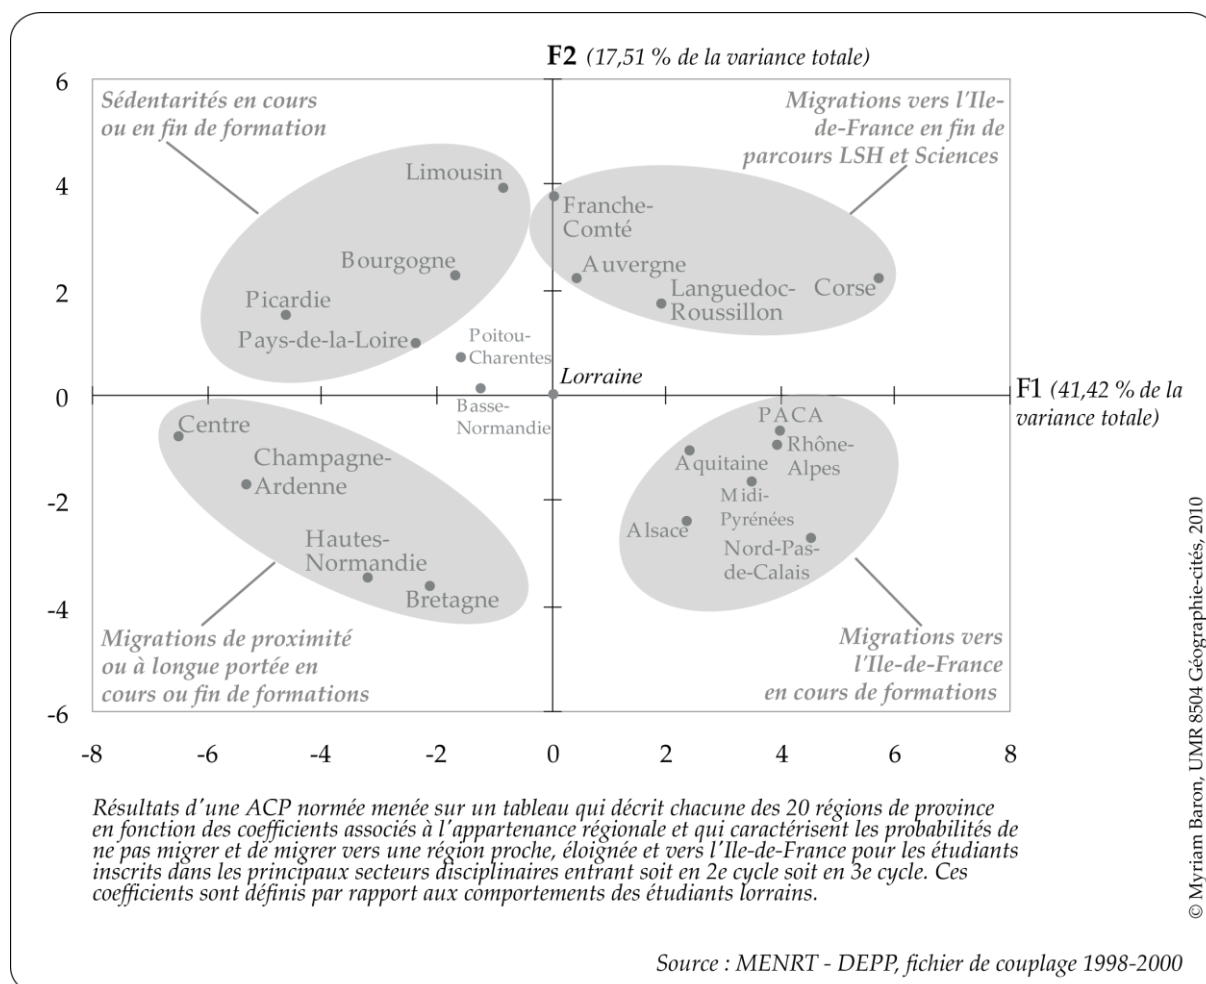 F2 (17,51 % de la variance totale)
6
4
2
0
-2
-4
-6
Sédentarités en cours
ou en fin de formation
Migrations vers l'Ile-
de-France en fin de
parcours LSH et Sciences
Limousin
Bourgogne
Picardie
Pays-de-la-Loire
Franche-
Comté
Auvergne
Languedoc-
Roussillon
Corse
Poitou-
Charentes
Lorraine
Basse-
Normandie
F1 (41,42 % de la
variance totale)
Centre
Champagne-
Ardenne
Hautes-
Normandie
Bretagne
PACA
Rhône-
Alpes
Aquitaine
Midi-
Pyrénées
Alsace
Nord-Pas-
de-Calais
Migrations de proximité
ou à longue portée en
cours ou fin de formations
Migrations vers
l'Ile-de-France
en cours de formations
-8 -6 -4 -2 0 2 4 6 8
Résultats d'une ACP normée menée sur un tableau qui décrit chacune des 20 régions de province
en fonction des coefficients associés à l'appartenance régionale et qui caractérisent les probabilités de
ne pas migrer et de migrer vers une région proche, éloignée et vers l'Ile-de-France pour les étudiants
inscrits dans les principaux secteurs disciplinaires entrant soit en 2e cycle soit en 3e cycle. Ces
coefficients sont définis par rapport aux comportements des étudiants lorrains.
Source : MENRT - DEPP, fichier de couplage 1998-2000
© Myriam Baron, UMR 8504 Géographie-cités, 2010